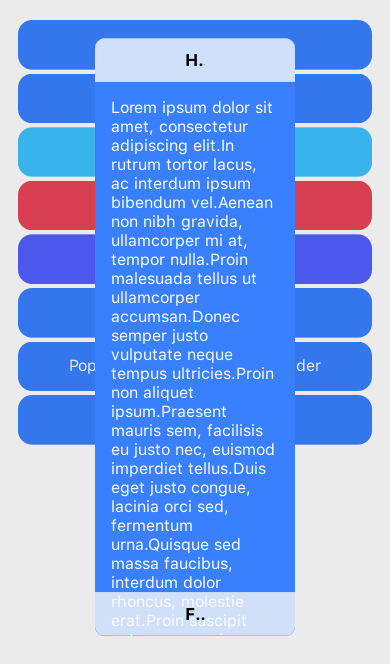 H.
Lorem ipsum dolor sit
amet, consectetur
adipiscing elit.In
rutrum tortor lacus,
ac interdum ipsum
bibendum vel.Aenean
non nibh gravida,
ullamcorper mi at,
tempor nulla.Proin
malesuada tellus ut
ullamcorper
accumsan.Donec
semper justo
vulputate neque
tempus ultricies.Proin
non aliquet
ipsum.Praesent
mauris sem, facilisis
eu justo nec, euismod
imperdiet tellus.Duis
eget justo congue,
lacinia orci sed,
fermentum
urna.Quisque sed
massa faucibus,
interdum dolor
rhoncus, molestie
erat.Proin suscipit
F..
Pop
der